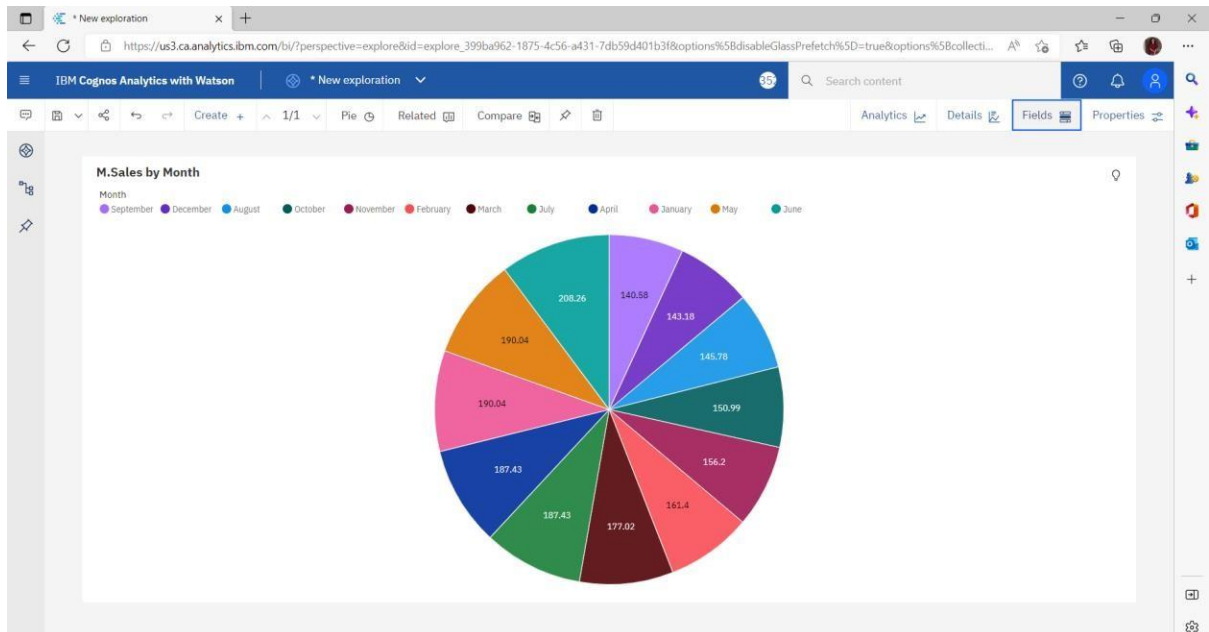 * New exploration
https://us3.ca.analytics.ibm.com/bi/?perspective=explore&id=explore_399ba962-1875-4c56-a431-7db59d401b3f&options%5BdisableGlassPrefetch%5D=true&options%5Bcollecti...
IBM Cognos Analytics with Watson * New exploration 35 Search content
Create + 1/1 Pie Related Compare Analytics Details Fields Properties
M.Sales by Month
Month
September December August October November February March July April January May June
208.26 140.58
143.18
190.04
145.78
190.04 150.99
156.2
187.43
161.4
187.43
177.02